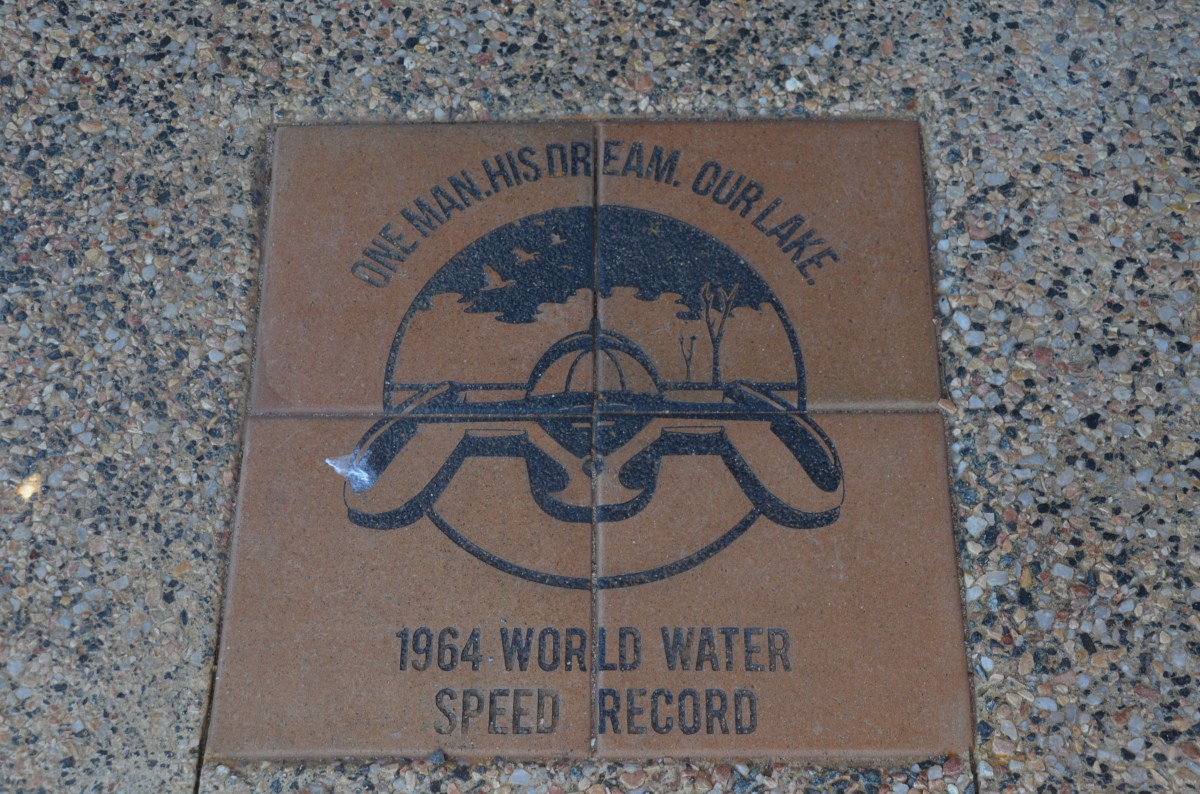 ONE MAN. HIS DREAM. OUR LAKE.
1964 WORLD WATER
SPEED RECORD